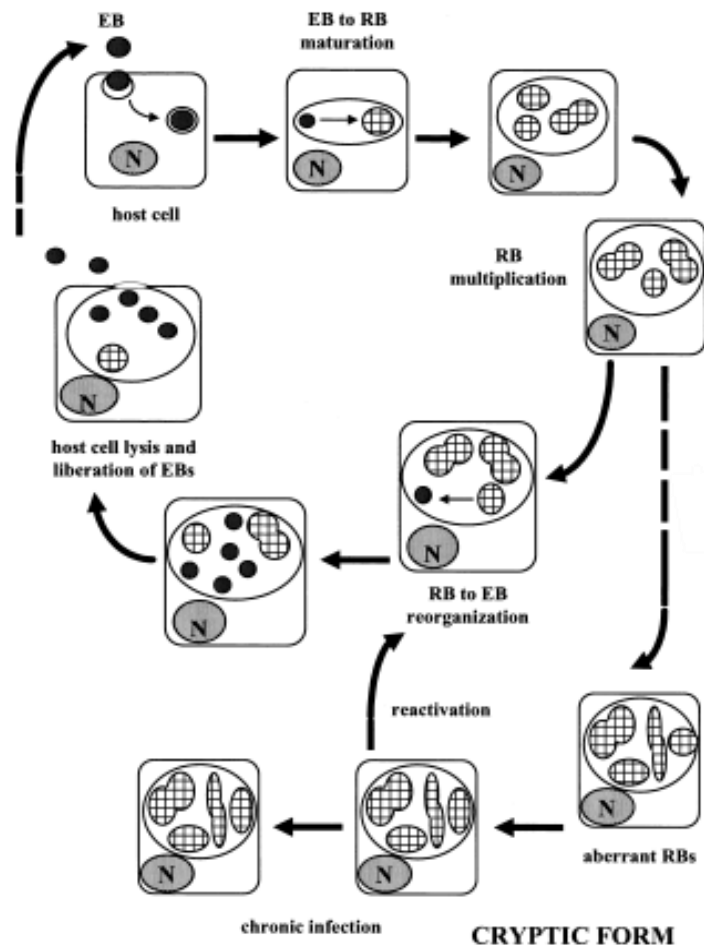 EB
EB to RB
maturation
N
N
N
host cell
RB
multiplication
N
N
host cell lysis and
liberation of EBs
N
N
RB to EB
reorganization
reactivation
N
N
N
aberrant RBs
chronic infection
CRYPTIC FORM